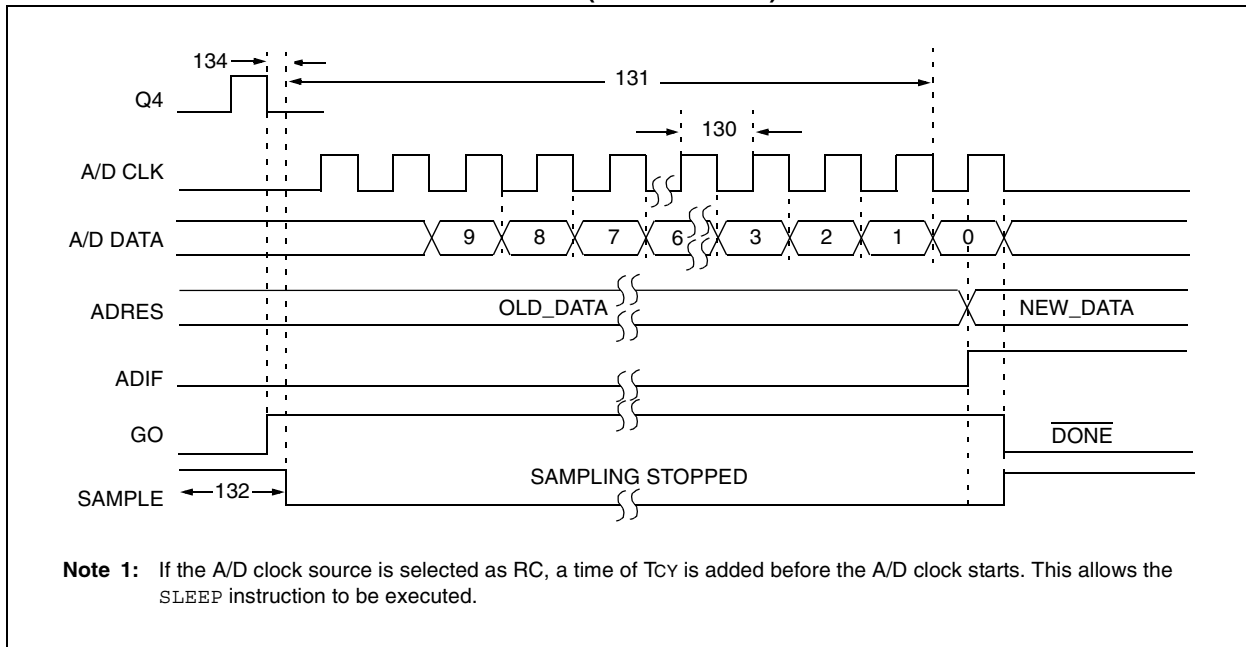 134
131
Q4
130
A/D CLK
A/D DATA
9 8 7 6 3 2 1 0
ADRES
OLD_DATA
NEW_DATA
ADIF
GO
DONE
SAMPLING STOPPED
132
SAMPLE
Note 1: If the A/D clock source is selected as RC, a time of TCY is added before the A/D clock starts. This allows the
SLEEP instruction to be executed.